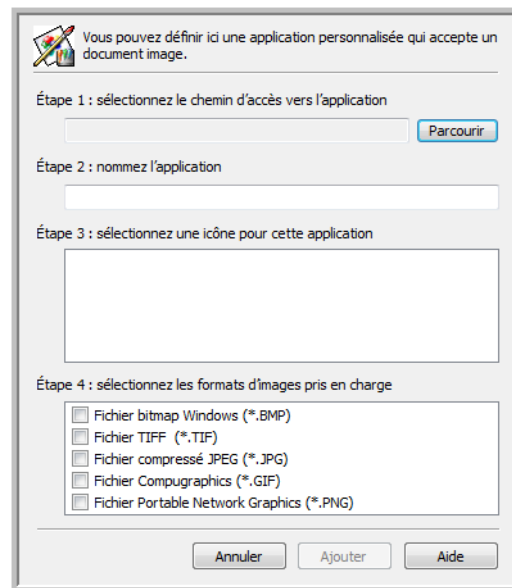 Vous pouvez définir ici une application personnalisée qui accepte un
document image.
Étape 1 : sélectionnez le chemin d'accès vers l'application
Parcourir
Étape 2 : nommez l'application
Étape 3 : sélectionnez une icône pour cette application
Étape 4 : sélectionnez les formats d'images pris en charge
Fichier bitmap Windows (*.BMP)
Fichier TIFF (*.TIF)
Fichier compressé JPEG (*.JPG)
Fichier Compugraphics (*.GIF)
Fichier Portable Network Graphics (*.PNG)
Annuler Ajouter Aide